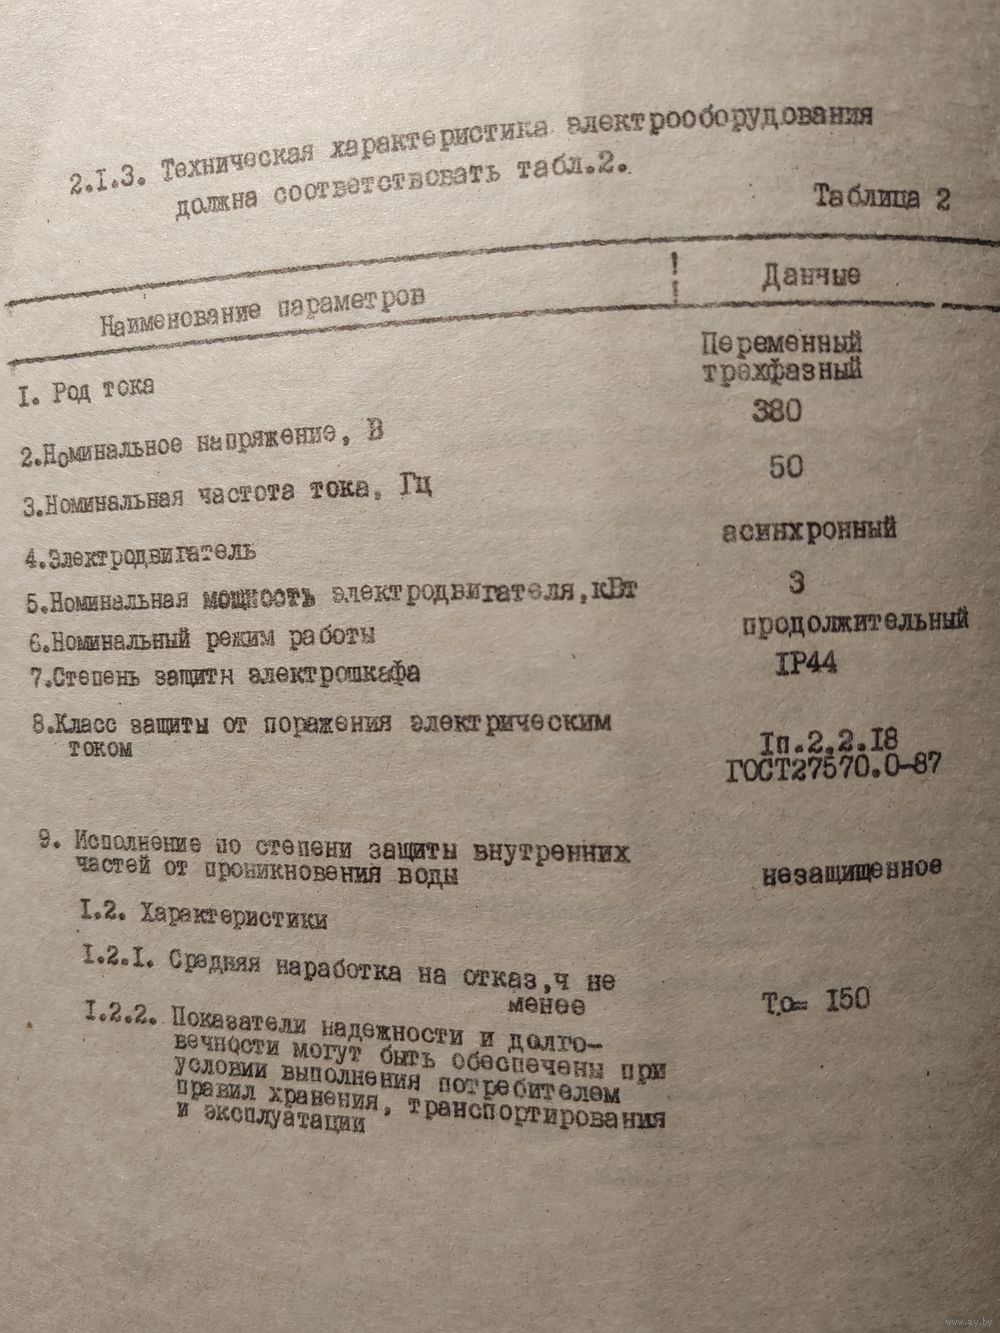 2.I.3. Техническая характеристика электрооборудования
должна соответствовать табл.2.
Таблица 2
Наименование параметров ! Данные
I. Род тока Переменный
трехфазный
2.Номинальное напряжение, В 380
3.Номинальная частота тока, Гц 50
4.Электродвигатель асинхронный
5.Номинальная мощность электродвигателя,кВт 3
6.Номинальный режим работы продолжительный
7.Степень защиты электрошкафа IP44
8.Класс защиты от поражения электрическим
током Iп.2.2.I8
ГОСТ27570.0-87
9. Исполнение по степени защиты внутренних
частей от проникновения воды незащищенное
I.2. Характеристики
I.2.I. Средняя наработка на отказ,ч не
менее То= I50
I.2.2. Показатели надежности и долго-
вечности могут быть обеспечены при
условии выполнения потребителем
правил хранения, транспортирования
и эксплуатации
www.ay.by